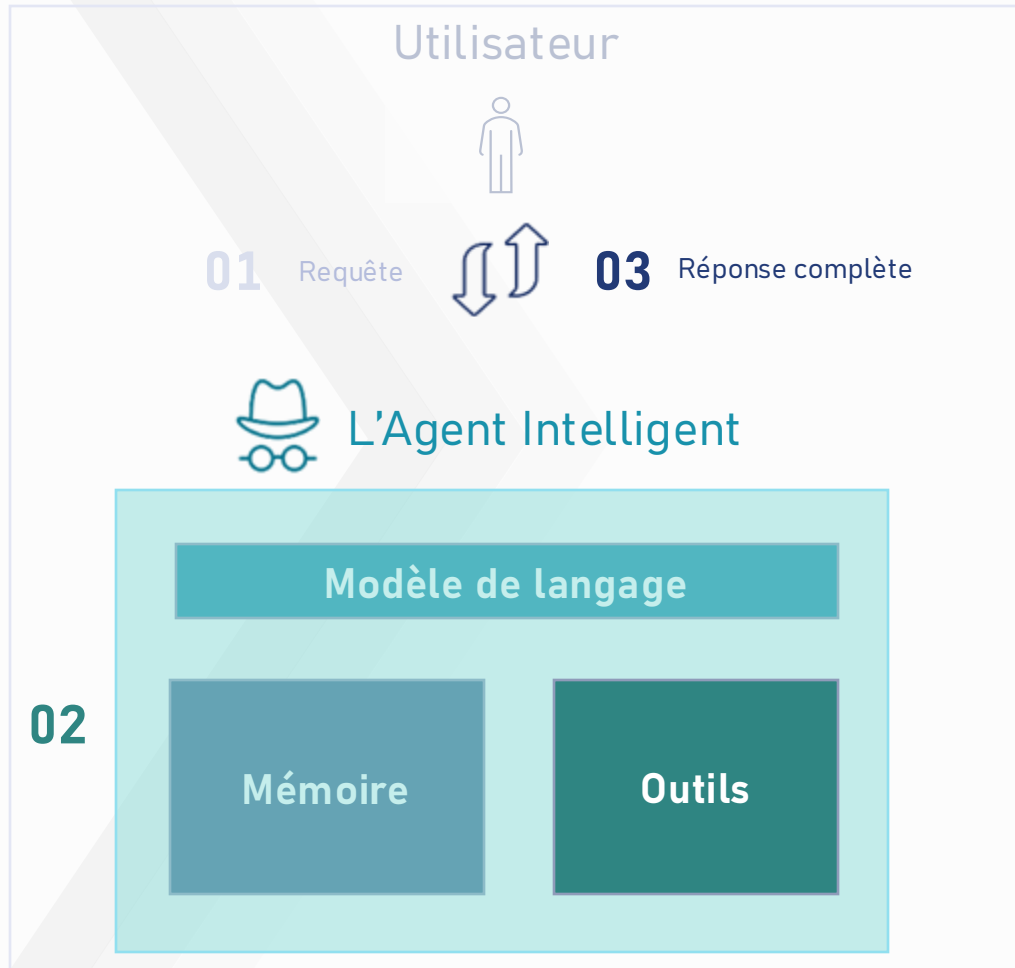 Utilisateur
01 Requête
03 Réponse complète
L’Agent Intelligent
Modèle de langage
02
Mémoire
Outils